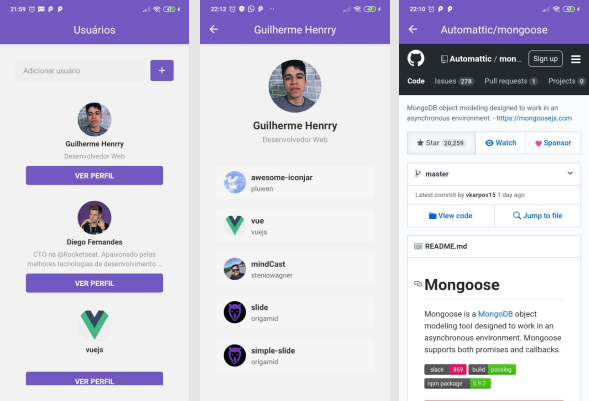 21:59
Usuários
Adicionar usuário
+
Guilherme Henrry
Desenvolvedor Web
VER PERFIL
Diego Fernandes
CTO na @Rocketseat. Apaixonado pelas
melhores tecnologias de desenvolvimento ...
VER PERFIL
vuejs
VER PERFIL
22:12
Guilherme Henrry
Guilherme Henrry
Desenvolvedor Web
awesome-iconjar
pluwen
vue
vuejs
mindCast
steniowagner
slide
origamid
simple-slide
origamid
22:10
Automattic/mongoose
Automattic / mon...
Sign up
Code Issues 278 Pull requests 1 Projects 0
MongoDB object modeling designed to work in an
asynchronous environment. - https://mongoosejs.com
Star 20,259 Watch Sponsor
master
Latest commit by vkarpov15 1 day ago
View code Jump to file
README.md
Mongoose
Mongoose is a MongoDB object
modeling tool designed to work in an
asynchronous environment. Mongoose
supports both promises and callbacks.
slack 869 build passing
npm package 5.9.2